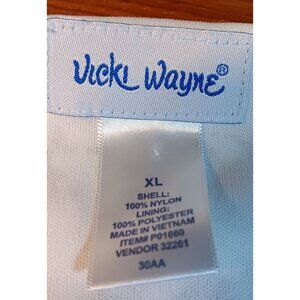 Vicki Wayne®
XL
SHELL:
100% NYLON
LINING:
100% POLYESTER
MADE IN VIETNAM
ITEM# P01660
VENDOR 32261
30AA